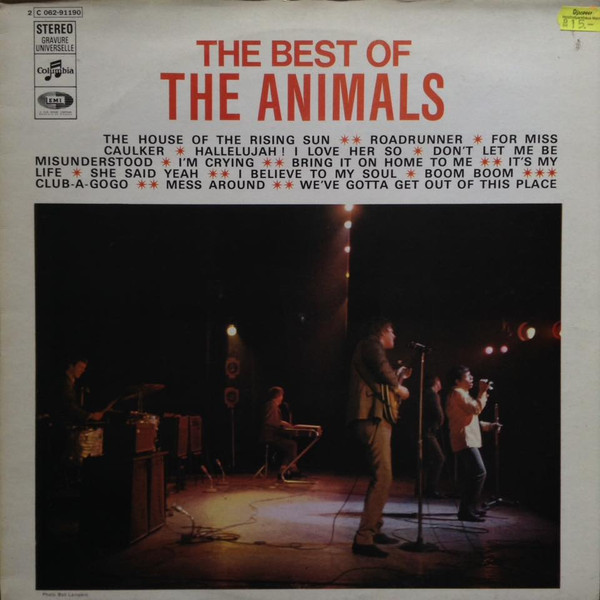 2 C 062-91190
STEREO
GRAVURE
UNIVERSELLE
Columbia
EMI
THE BEST OF
THE ANIMALS
THE HOUSE OF THE RISING SUN ✶✶ ROADRUNNER ✶ FOR MISS
CAULKER ✶ HALLELUJAH! I LOVE HER SO ✶ DON'T LET ME BE
MISUNDERSTOOD ✶ I'M CRYING ✶✶ BRING IT ON HOME TO ME ✶✶ IT'S MY
LIFE ✶ SHE SAID YEAH ✶✶ I BELIEVE TO MY SOUL ✶ BOOM BOOM ✶✶✶
CLUB-A-GOGO ✶✶ MESS AROUND ✶✶ WE'VE GOTTA GET OUT OF THIS PLACE
15.-